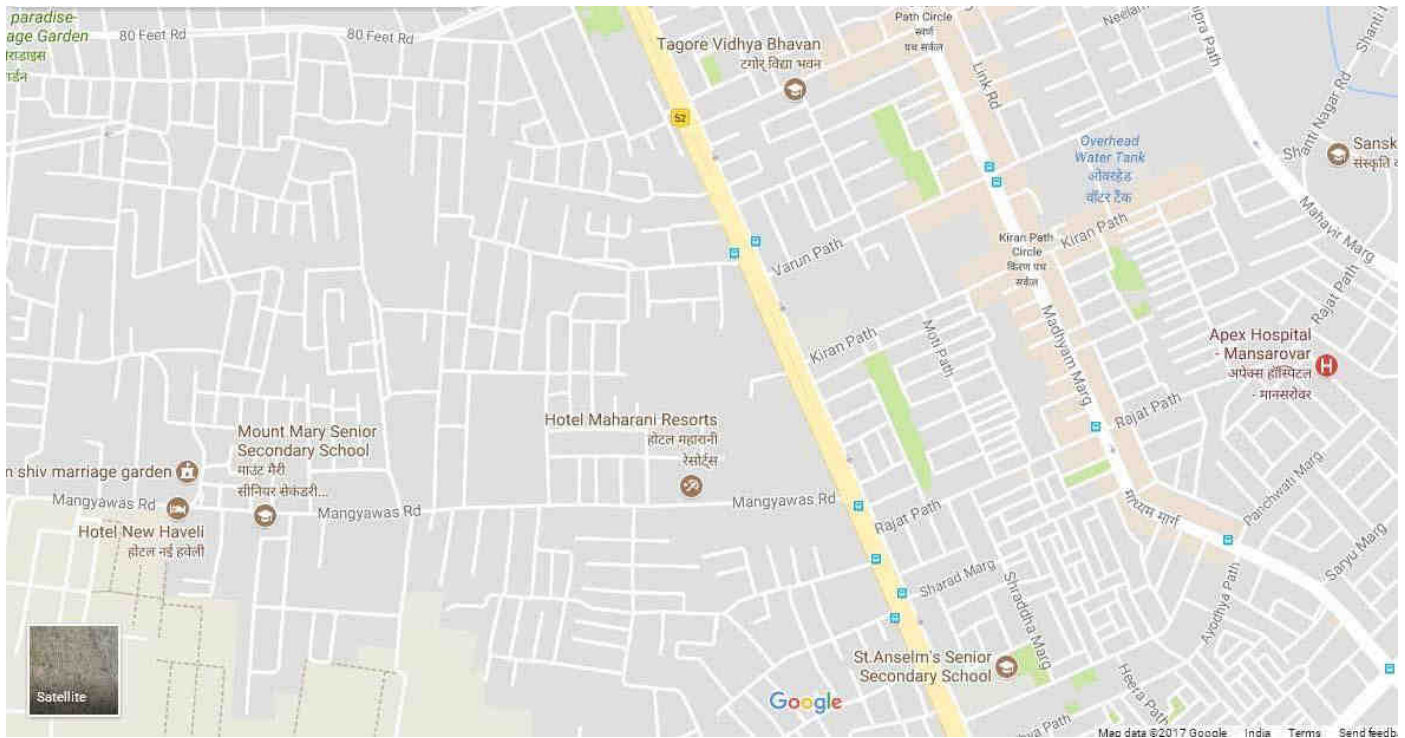 paradise-
age Garden
80 Feet Rd
80 Feet Rd
Path Circle
स्वर्ण
पथ सर्कल
Tagore Vidhya Bhavan
टगोर् विद्या भवन
52
Link Rd
Shanti Nagar Rd
Overhead
Water Tank
ओवरहेड
वॉटर टैंक
Sansk
Varun Path
Kiran Path
Circle
किरण पथ
सर्कल
Kiran Path
Mahavir Marg
Rajat Path
Kiran Path
Moti Path
Madhyam Marg
Apex Hospital
- Mansarovar
अपेक्स हॉस्पिटल
- मानसरोवर
H
Rajat Path
Hotel Maharani Resorts
होटल महारानी
रेसोर्ट्स
Mount Mary Senior
Secondary School
माउंट मैरी
सीनियर सेकंडरी...
n shiv marriage garden
Mangyawas Rd
Mangyawas Rd
Mangyawas Rd
Hotel New Haveli
होटल नई हवेली
Rajat Path
मध्यम मार्ग
Panchwati Marg
Saryu Marg
Sharad Marg
Shraddha Marg
Ayodhya Path
St.Anselm's Senior
Secondary School
Heera Path
Satellite
Google
Map data ©2017 Google India Terms Send feedb